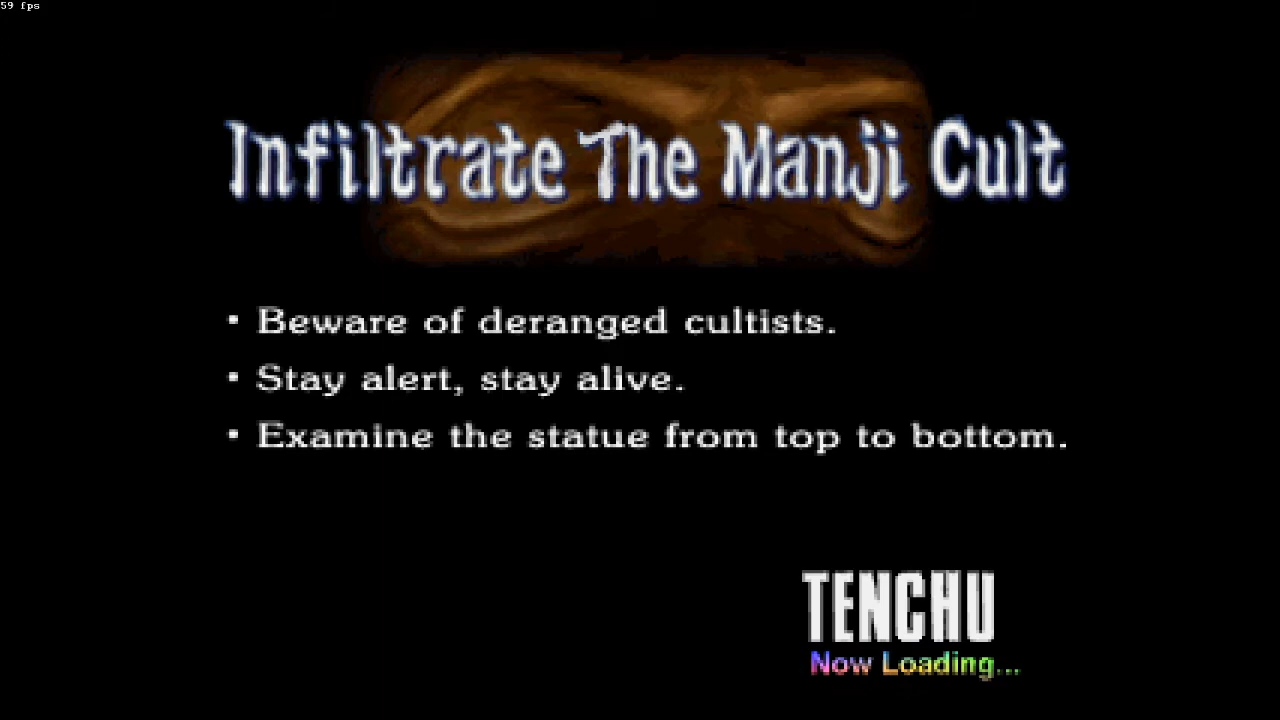 59 fps
Infiltrate The Manji Cult
• Beware of deranged cultists.
• Stay alert, stay alive.
• Examine the statue from top to bottom.
TENCHU
Now Loading...